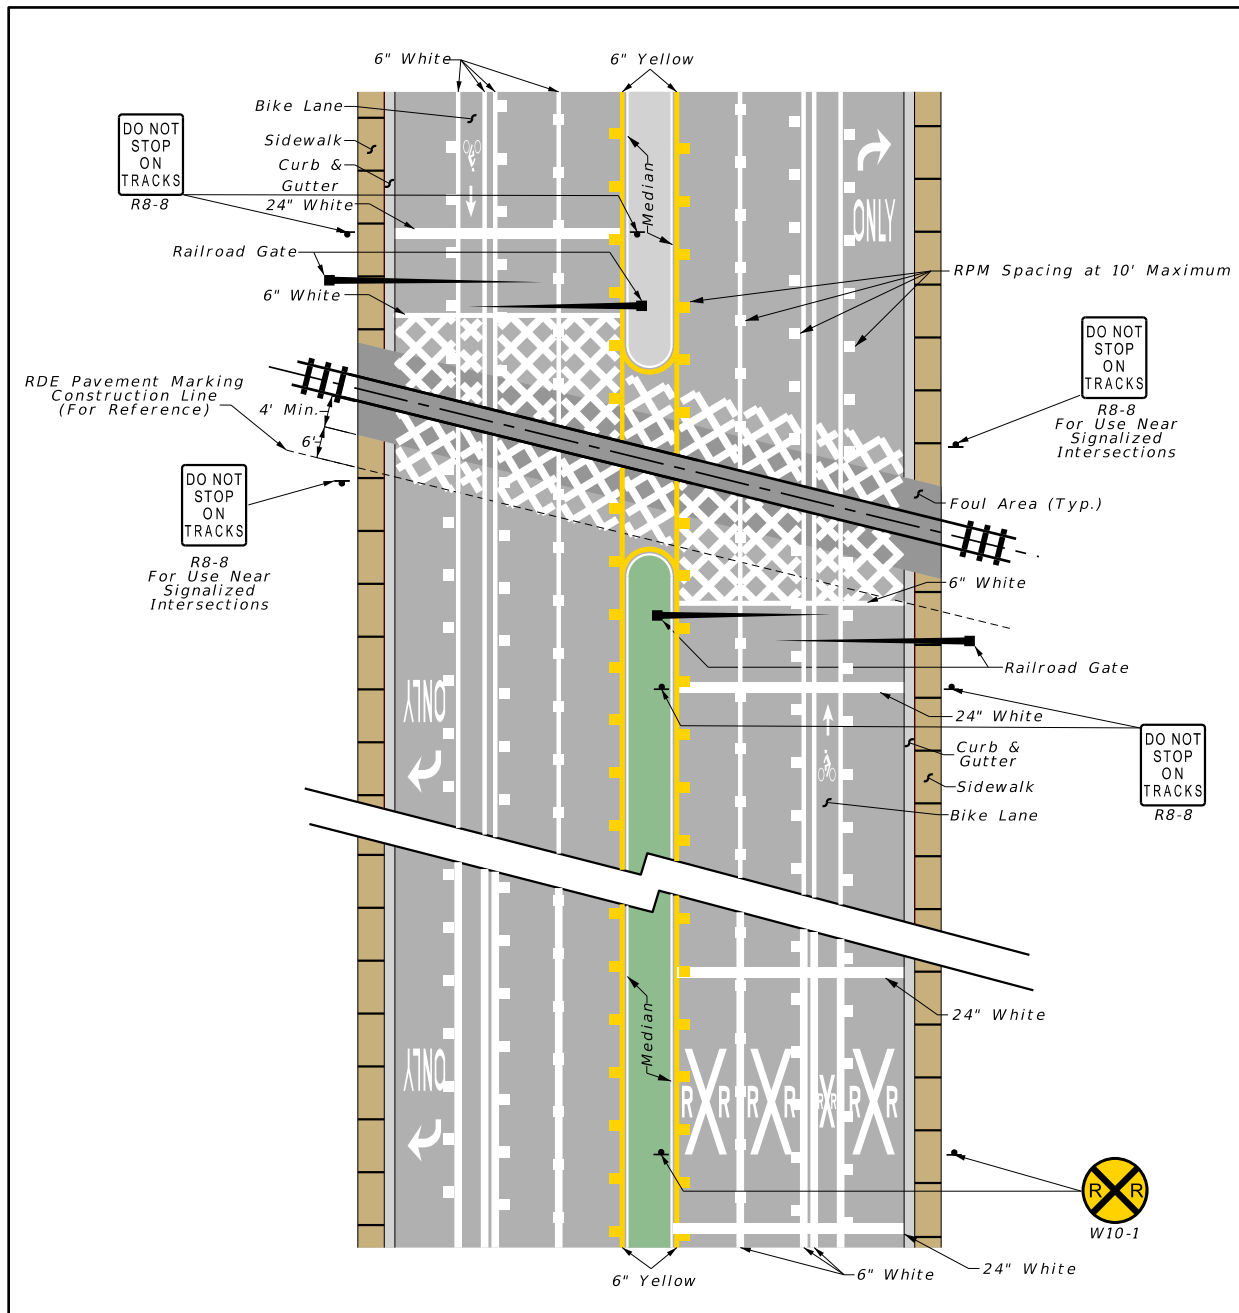 6" White
6" Yellow
Bike Lane
DO NOT
STOP
ON
TRACKS
R8-8
Sidewalk
Curb &
Gutter
24" White
Median
ONLY
Railroad Gate
6" White
RPM Spacing at 10' Maximum
DO NOT
STOP
ON
TRACKS
R8-8
For Use Near
Signalized
Intersections
RDE Pavement Marking
Construction Line
(For Reference)
4' Min.
6'
DO NOT
STOP
ON
TRACKS
R8-8
For Use Near
Signalized
Intersections
Foul Area (Typ.)
6" White
Railroad Gate
ONLY
24" White
Curb &
Gutter
Sidewalk
Bike Lane
DO NOT
STOP
ON
TRACKS
R8-8
24" White
Median
ONLY
R R
R R
R R
R R
R R
W10-1
24" White
6" White
6" Yellow